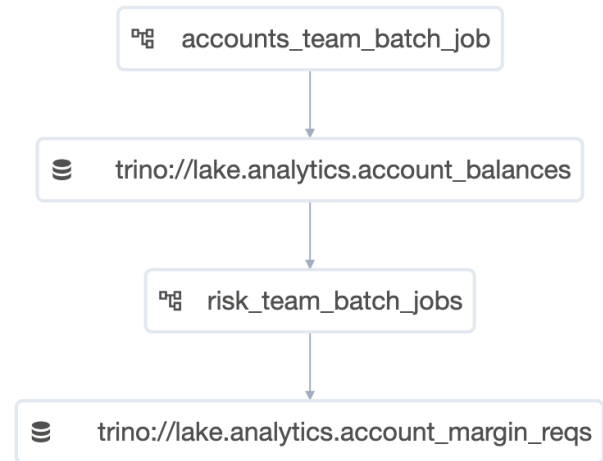 accounts_team_batch_job
trino://lake.analytics.account_balances
risk_team_batch_jobs
trino://lake.analytics.account_margin_reqs